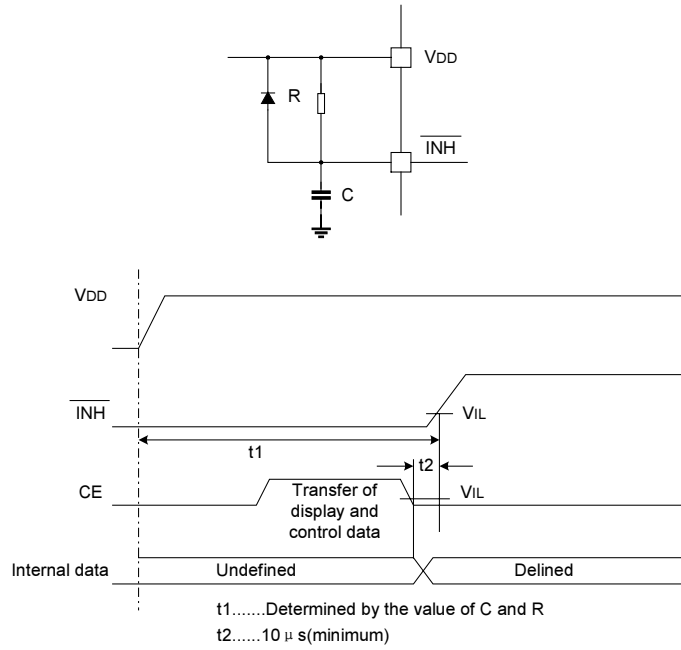 VDD
R
INH
C
VDD
INH
VIL
t1
t2
CE
Transfer of
display and
control data
VIL
Internal data
Undefined
Delined
t1.......Determined by the value of C and R
t2......10 μ s(minimum)